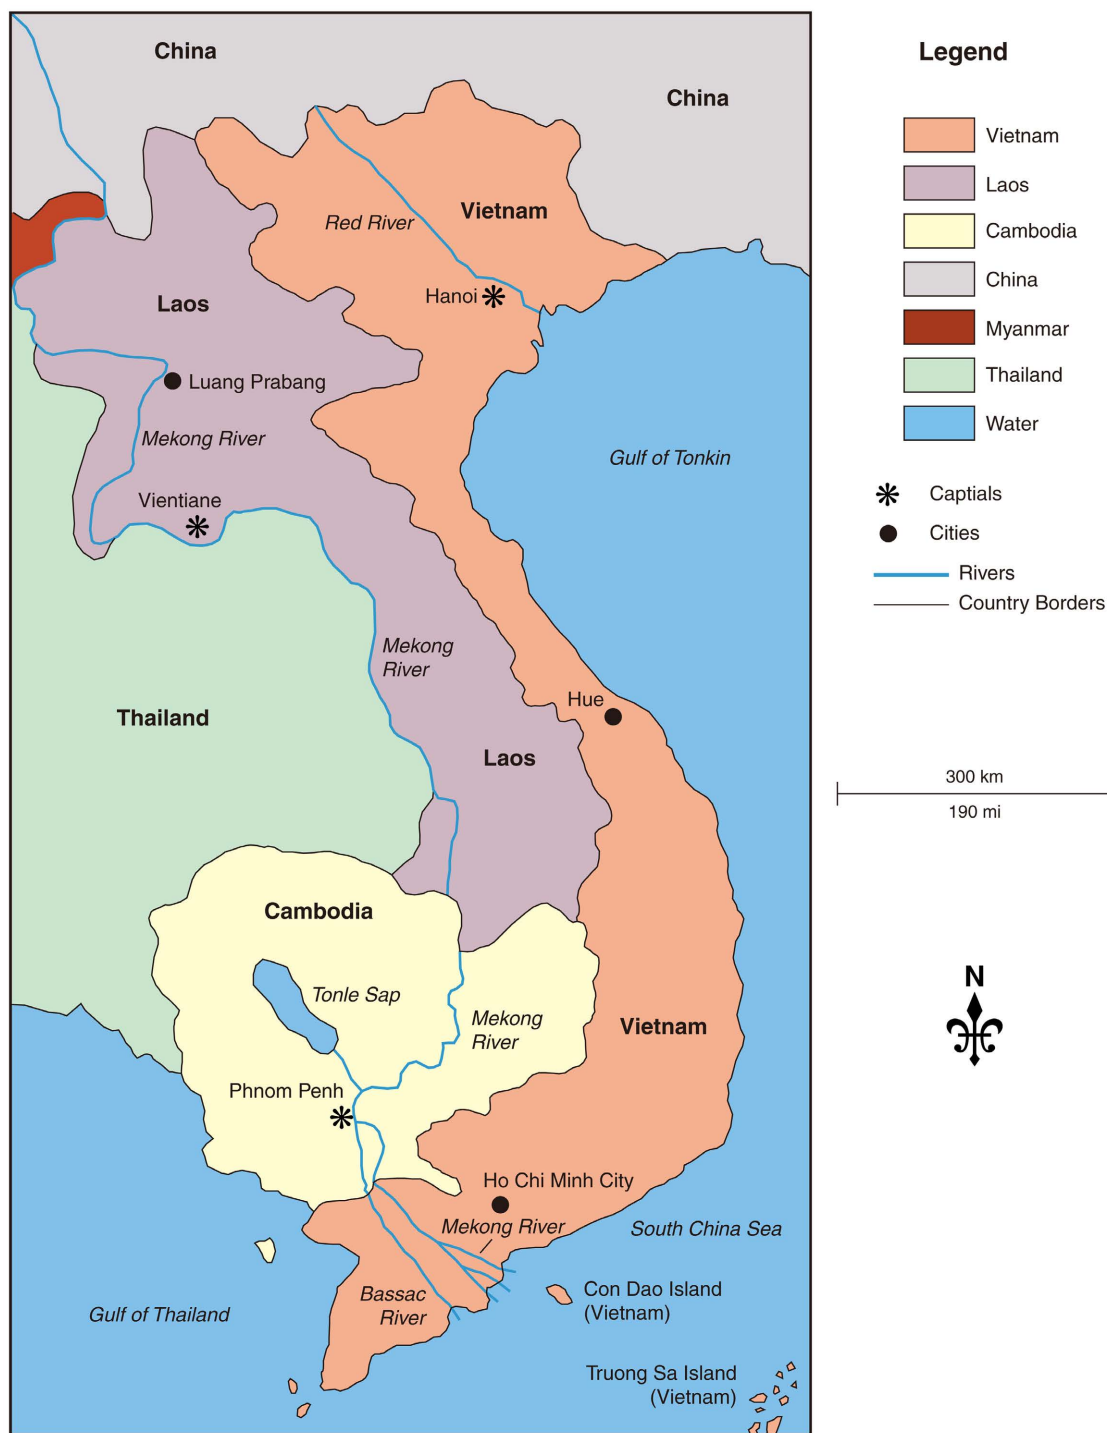 China
China
Vietnam
Red River
Hanoi
Laos
Luang Prabang
Mekong River
Vientiane
Gulf of Tonkin
Mekong
River
Thailand
Hue
Laos
Cambodia
Tonle Sap
Mekong
River
Vietnam
Phnom Penh
Ho Chi Minh City
Mekong River
South China Sea
Bassac
River
Gulf of Thailand
Con Dao Island
(Vietnam)
Truong Sa Island
(Vietnam)
Legend
Vietnam
Laos
Cambodia
China
Myanmar
Thailand
Water
Captials
Cities
Rivers
Country Borders
300 km
190 mi
N